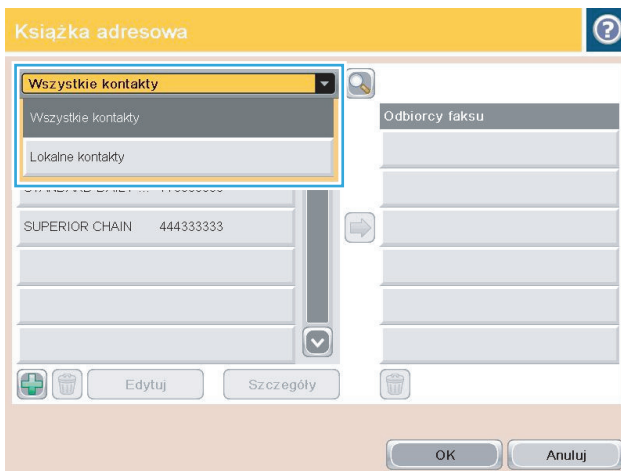 Książka adresowa
?
Wszystkie kontakty
Wszystkie kontakty
Odbiorcy faksu
Lokalne kontakty
SUPERIOR CHAIN 444333333
Edytuj
Szczegóły
OK
Anuluj